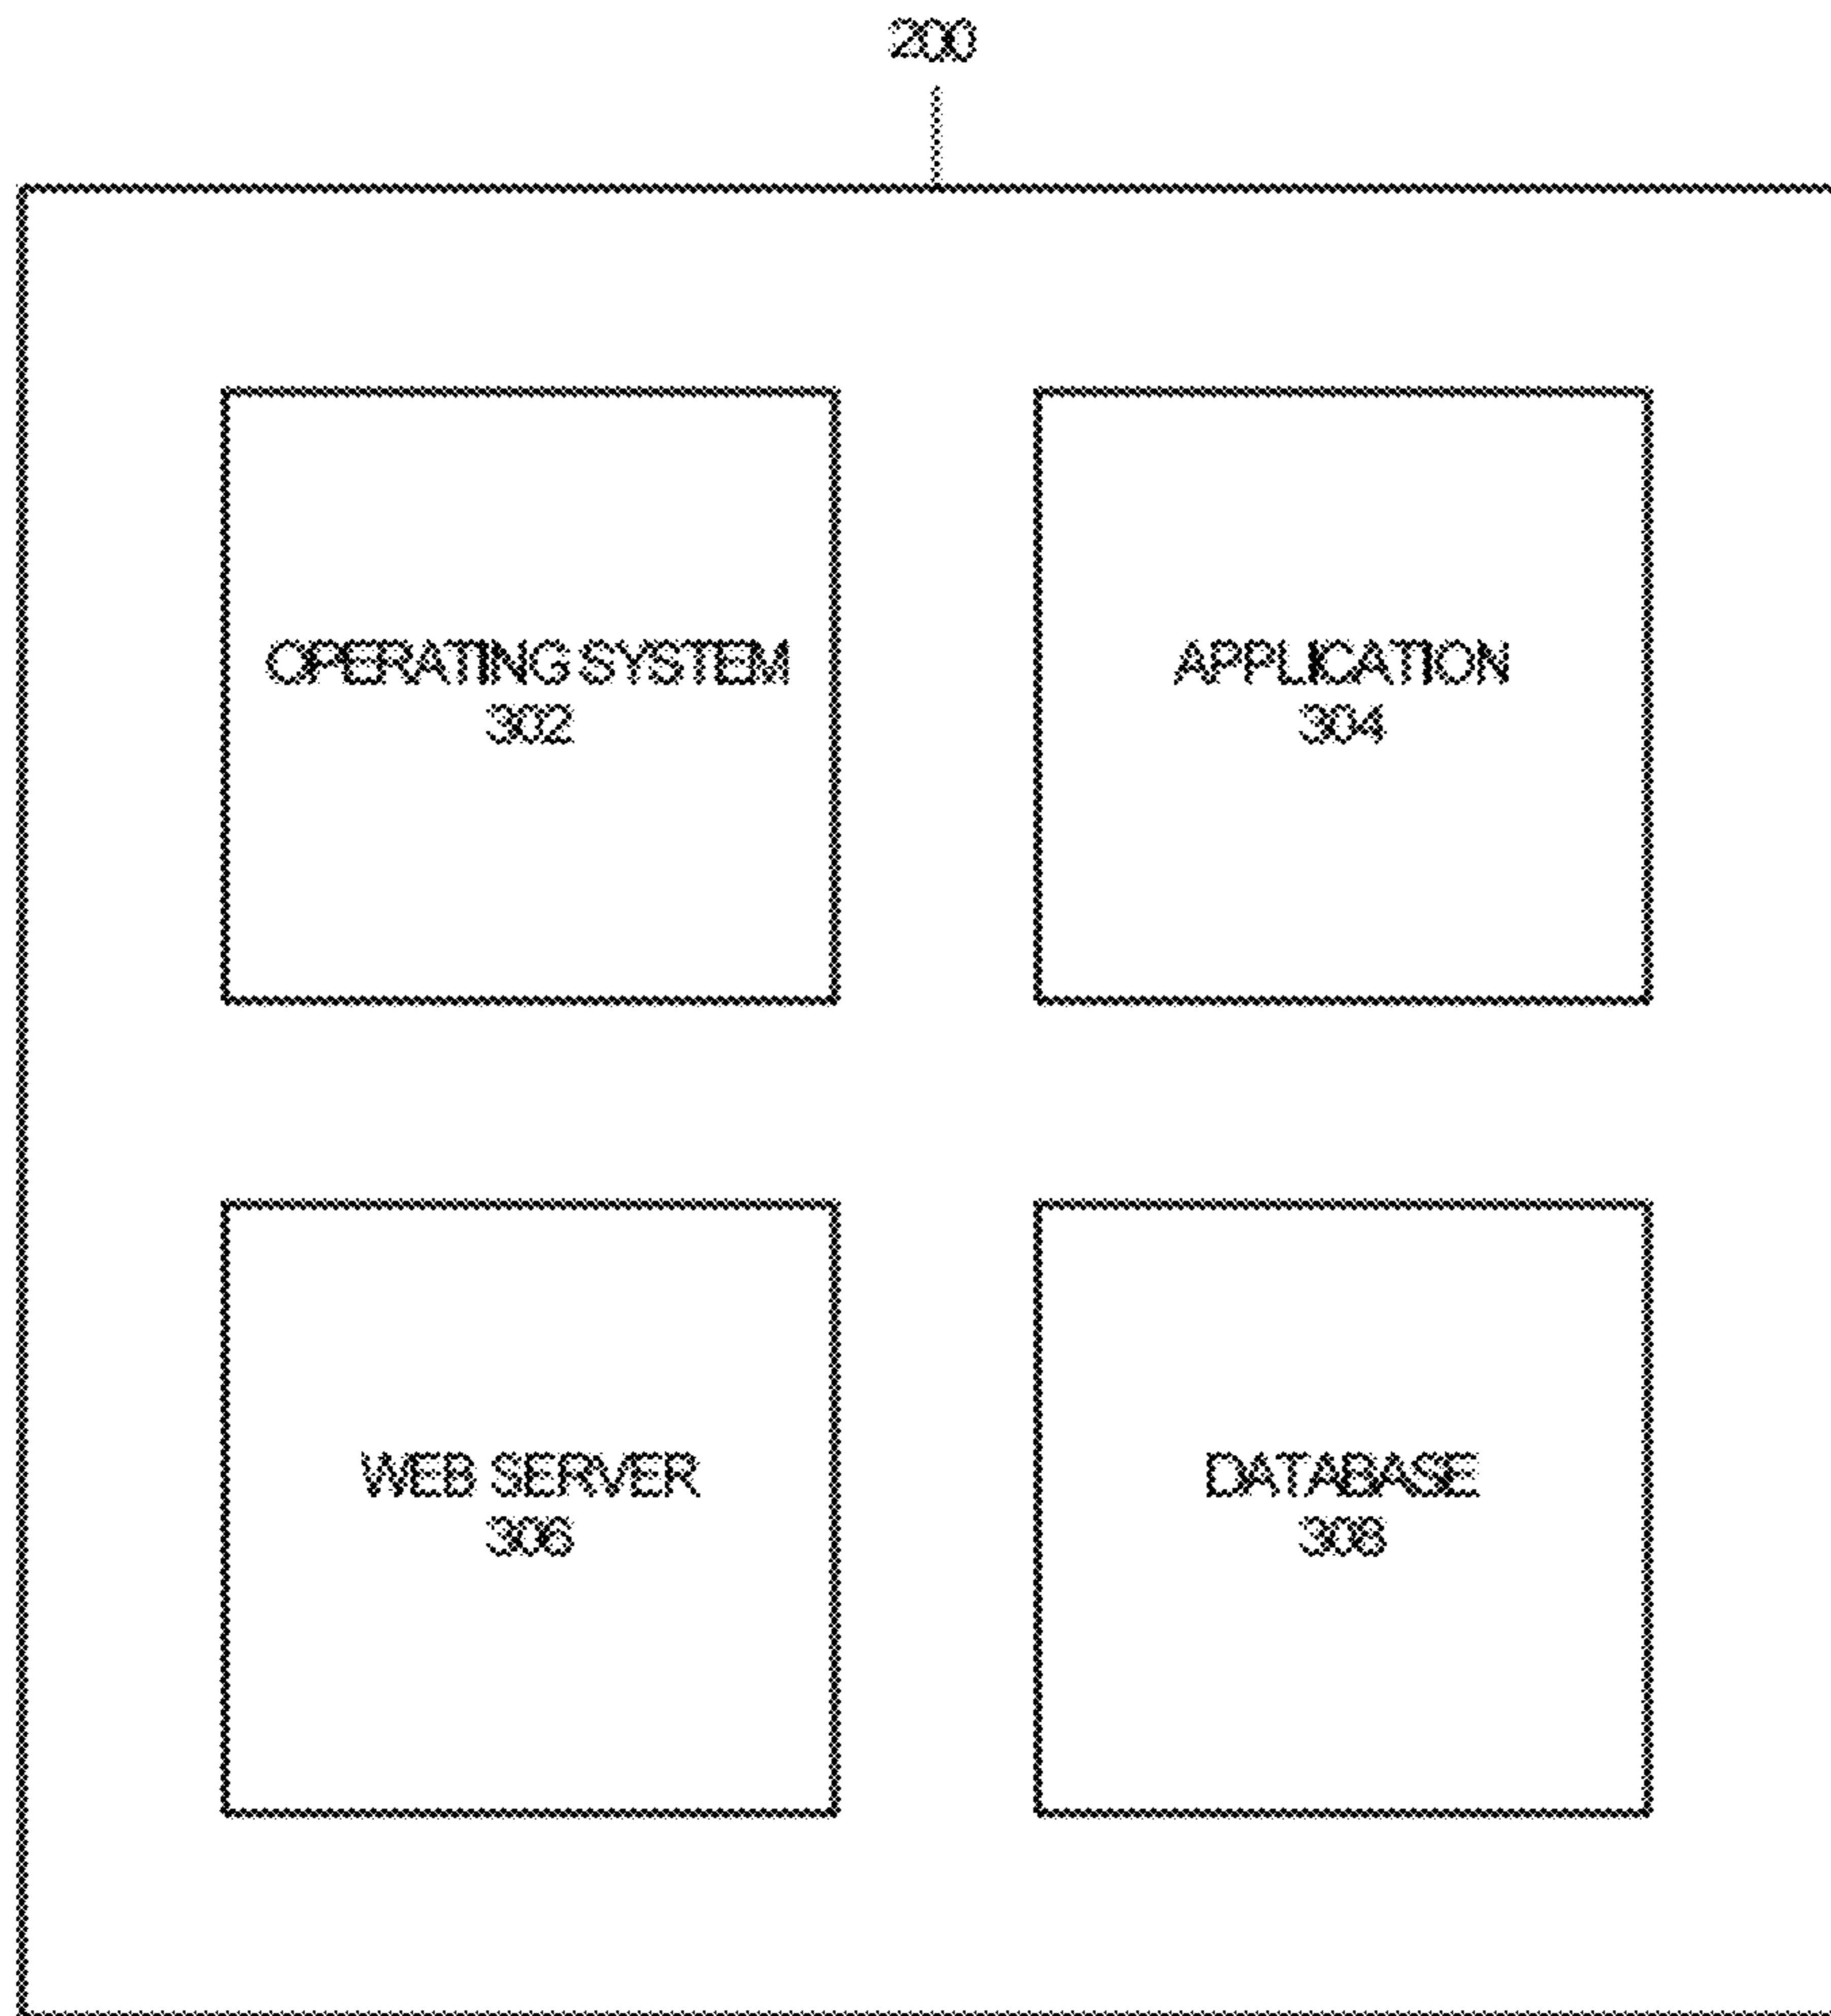 200
OPERATING SYSTEM
302
APPLICATION
304
WEB SERVER
306
DATABASE
308